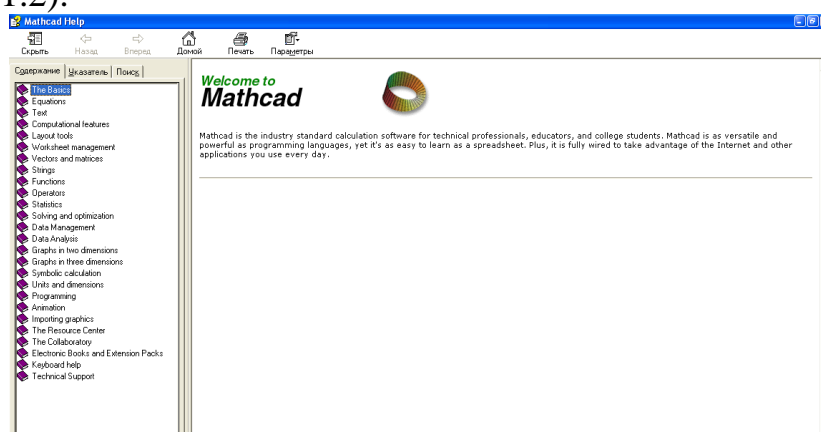 1.2).
Mathcad Help
Скрыть Назад Вперед Домой Печать Параметры
Содержание Указатель Поиск
The Basics
Equations
Text
Computational features
Layout tools
Worksheet management
Vectors and matrices
Strings
Functions
Operators
Statistics
Solving and optimization
Data Management
Data Analysis
Graphs in two dimensions
Graphs in three dimensions
Symbolic calculation
Units and dimensions
Programming
Animation
Importing graphics
The Resource Center
The Collaboratory
Electronic Books and Extension Packs
Keyboard help
Technical Support
Welcome to
Mathcad
Mathcad is the industry standard calculation software for technical professionals, educators, and college students. Mathcad is as versatile and
powerful as programming languages, yet it's as easy to learn as a spreadsheet. Plus, it is fully wired to take advantage of the Internet and other
applications you use every day.